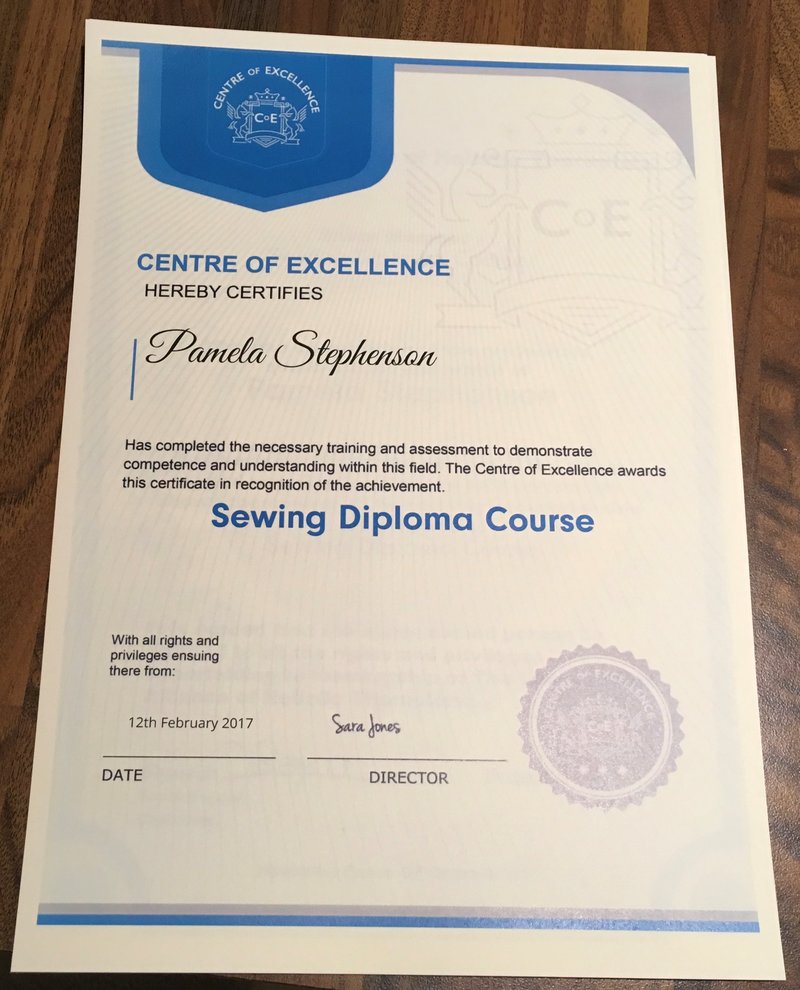 CENTRE OF EXCELLENCE
CoE
CoE
CENTRE OF EXCELLENCE
HEREBY CERTIFIES
Pamela Stephenson
Has completed the necessary training and assessment to demonstrate
competence and understanding within this field. The Centre of Excellence awards
this certificate in recognition of the achievement.
Sewing Diploma Course
With all rights and
privileges ensuing
there from:
12th February 2017
Sara Jones
DATE
DIRECTOR
CENTRE OF EXCELLENCE